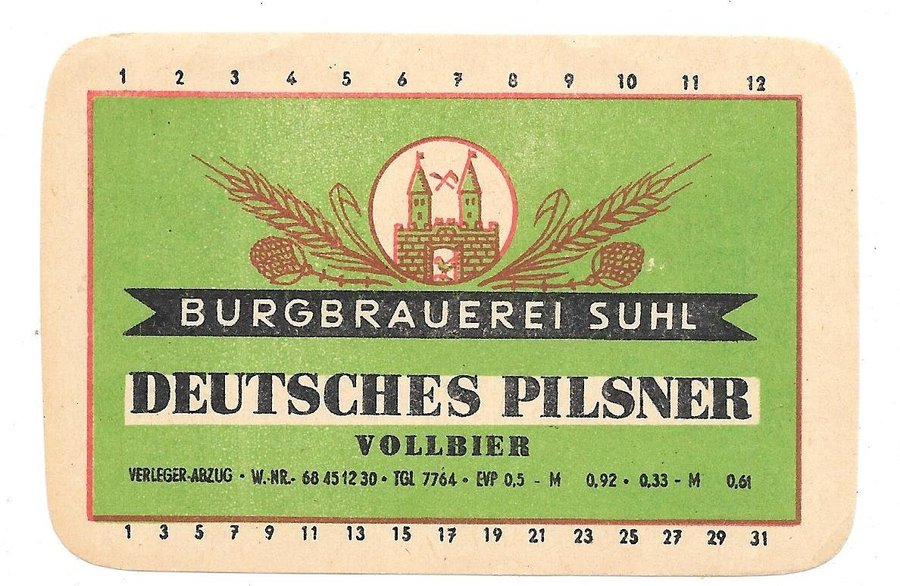 1 2 3 4 5 6 7 8 9 10 11 12
BURGBRAUEREI SUHL
DEUTSCHES PILSNER
VOLLBIER
VERLEGER-ABZUG · W.-NR. · 68 45 12 30 · TGL 7764 · EVP 0,5 - M 0,92 · 0,33 - M 0,61
1 3 5 7 9 11 13 15 17 19 21 23 25 27 29 31